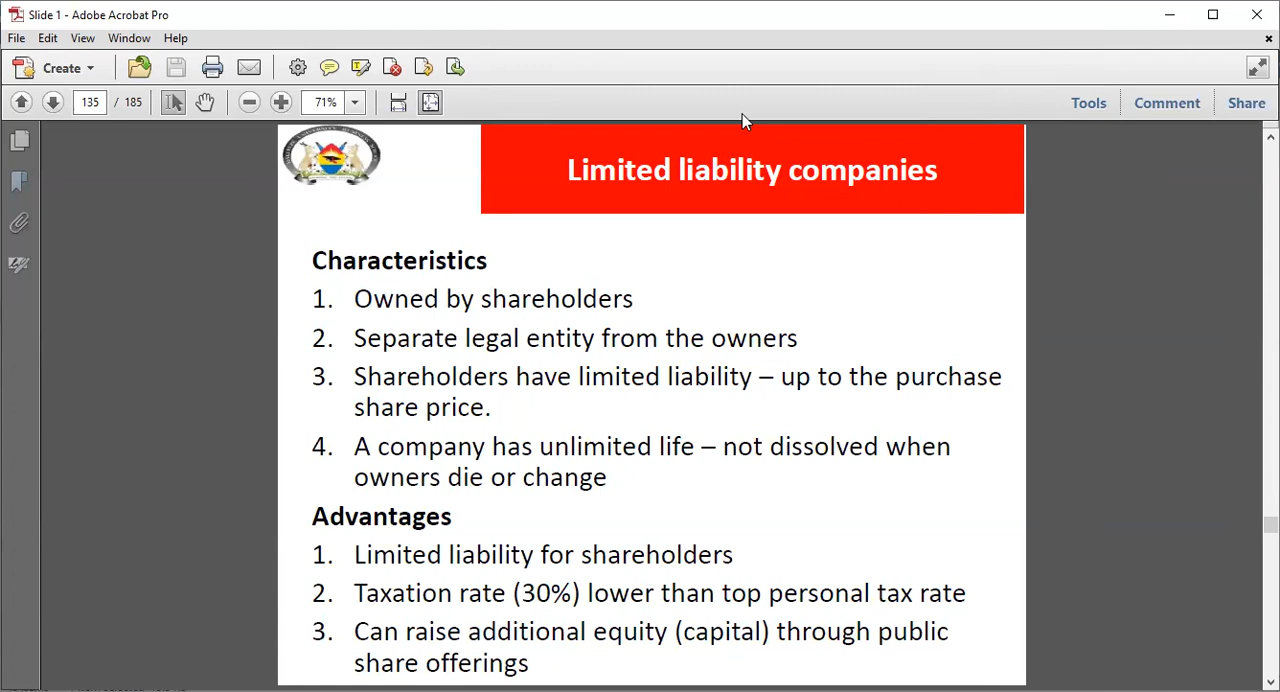 Slide 1 - Adobe Acrobat Pro
File Edit View Window Help
Create
135 / 185 71% Tools Comment Share
Limited liability companies
Characteristics
1. Owned by shareholders
2. Separate legal entity from the owners
3. Shareholders have limited liability – up to the purchase
share price.
4. A company has unlimited life – not dissolved when
owners die or change
Advantages
1. Limited liability for shareholders
2. Taxation rate (30%) lower than top personal tax rate
3. Can raise additional equity (capital) through public
share offerings